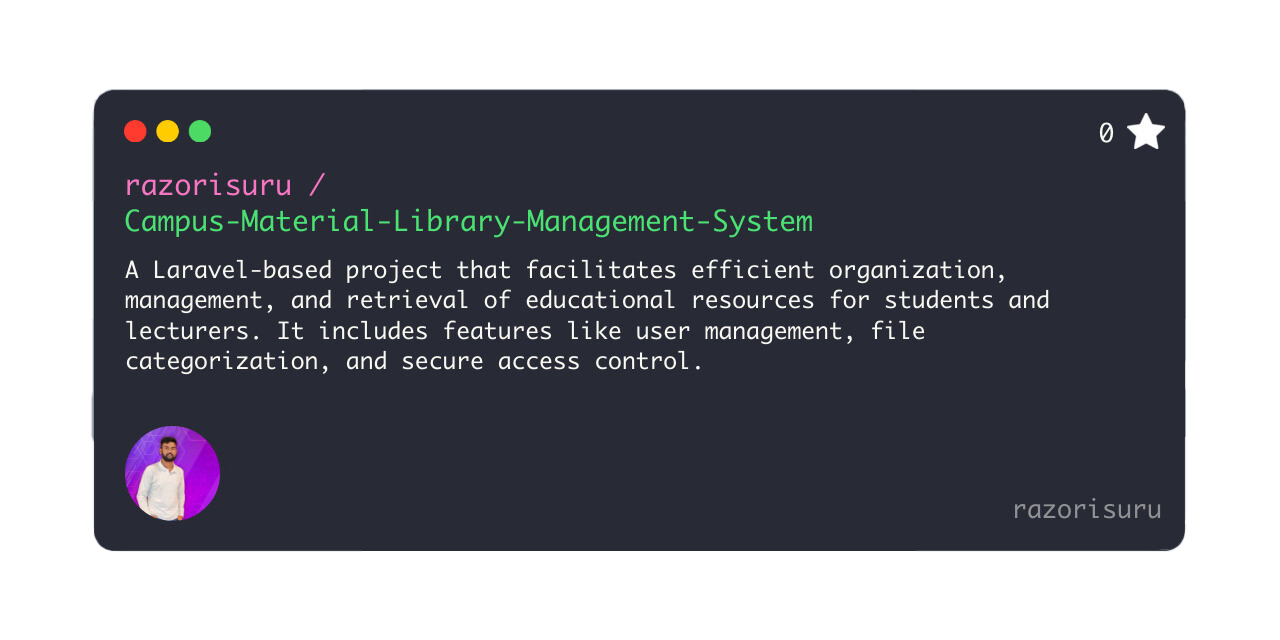 0
razorisuru /
Campus-Material-Library-Management-System
A Laravel-based project that facilitates efficient organization,
management, and retrieval of educational resources for students and
lecturers. It includes features like user management, file
categorization, and secure access control.
razorisuru